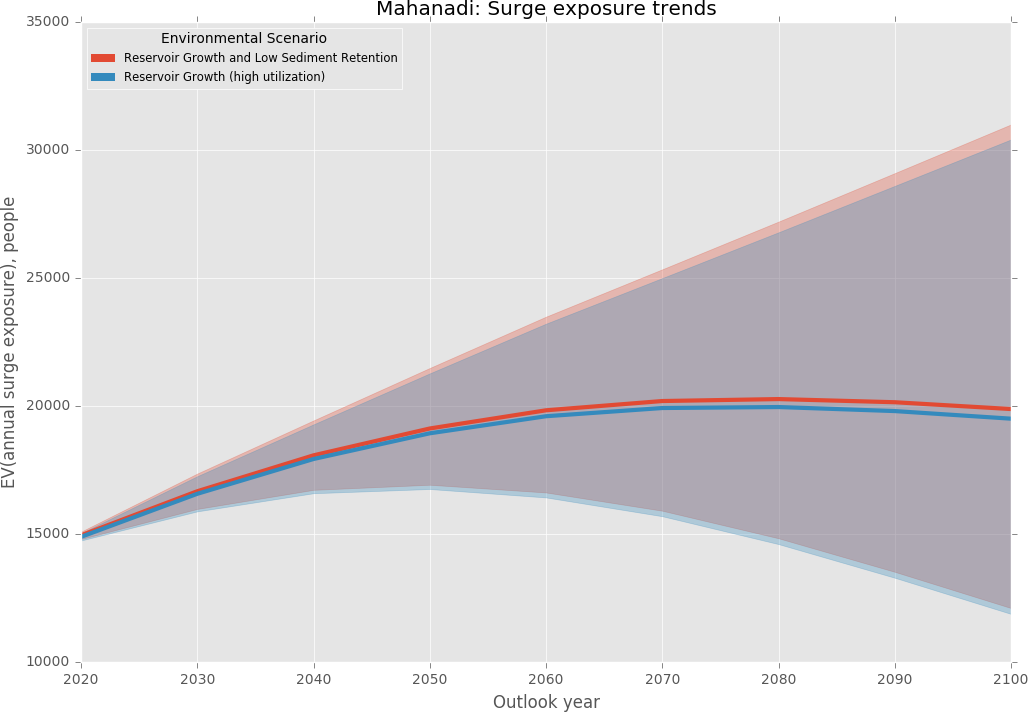 Mahanadi: Surge exposure trends
35000
Environmental Scenario
Reservoir Growth and Low Sediment Retention
Reservoir Growth (high utilization)
30000
25000
20000
15000
10000
EV(annual surge exposure), people
2020 2030 2040 2050 2060 2070 2080 2090 2100
Outlook year